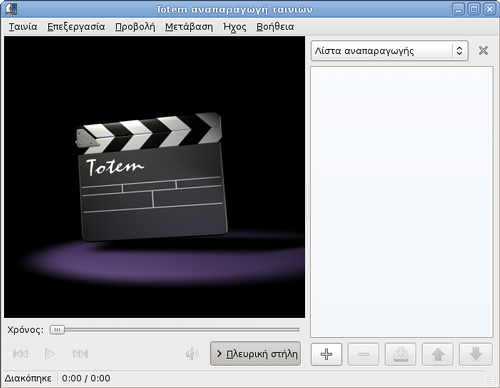 Totem αναπαραγωγή ταινιών
Ταινία Επεξεργασία Προβολή Μετάβαση Ήχος Βοήθεια
Λίστα αναπαραγωγής
Totem
Χρόνος:
Πλευρική στήλη
Διακόπηκε 0:00 / 0:00